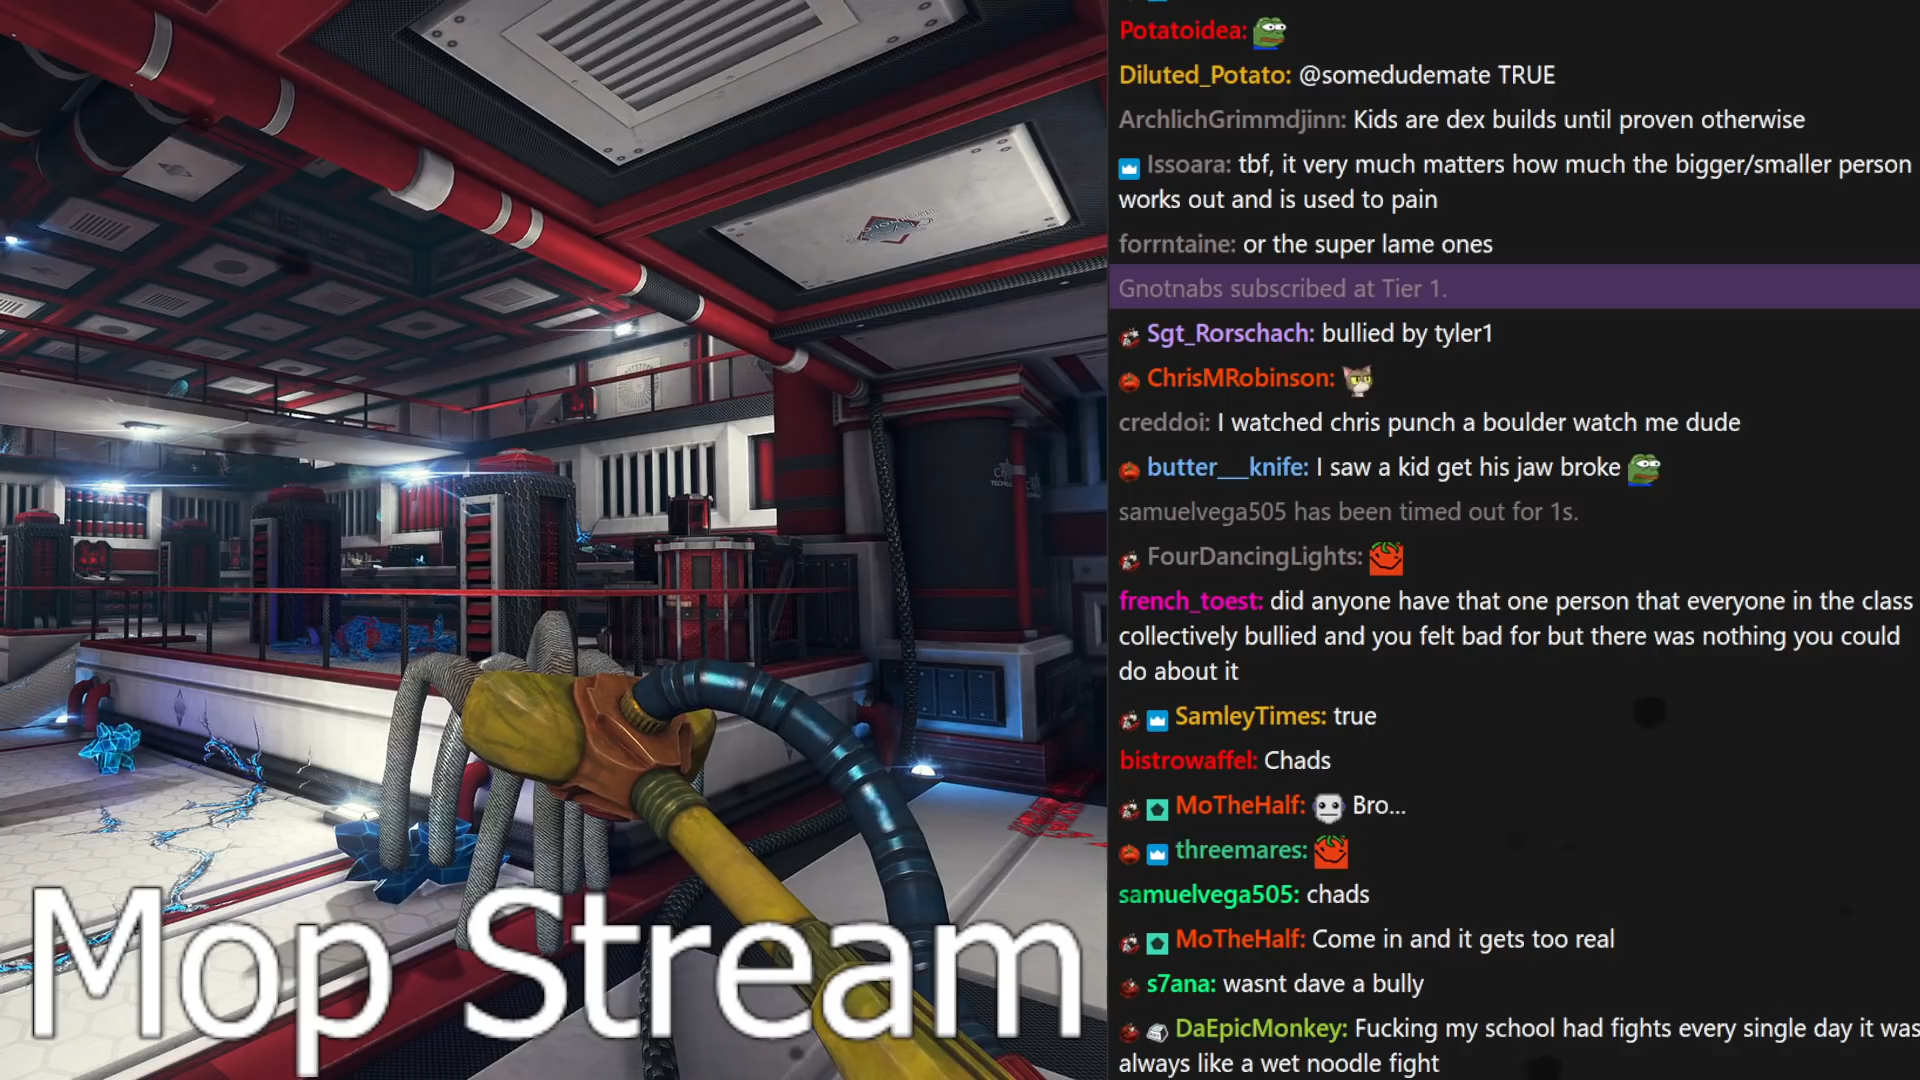 Potatoidea:
Diluted_Potato: @somedudemate TRUE
ArchlichGrimmdjinn: Kids are dex builds until proven otherwise
Issoara: tbf, it very much matters how much the bigger/smaller person
works out and is used to pain
forrntaine: or the super lame ones
Gnotnabs subscribed at Tier 1.
Sgt_Rorschach: bullied by tyler1
ChrisMRobinson:
creddoi: I watched chris punch a boulder watch me dude
butter___knife: I saw a kid get his jaw broke
samuelvega505 has been timed out for 1s.
FourDancingLights:
french_toest: did anyone have that one person that everyone in the class
collectively bullied and you felt bad for but there was nothing you could
do about it
SamleyTimes: true
bistrowaffel: Chads
MoTheHalf: Bro...
threemares:
samuelvega505: chads
MoTheHalf: Come in and it gets too real
s7ana: wasnt dave a bully
DaEpicMonkey: Fucking my school had fights every single day it was
always like a wet noodle fight
Mop Stream